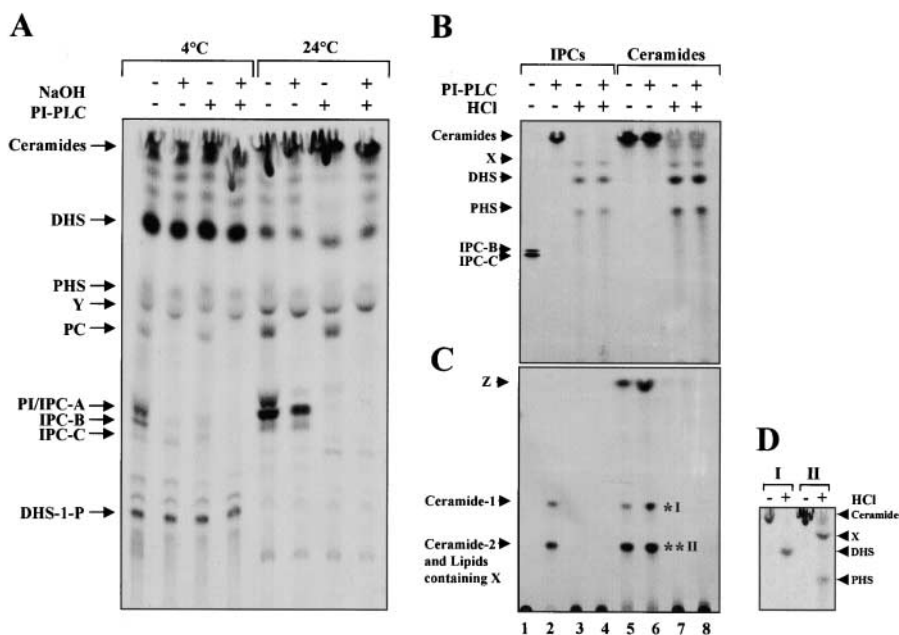 A
4°C 24°C
NaOH - + - + - + - +
PI-PLC - - + + - - + +
Ceramides
DHS
PHS
Y
PC
PI/IPC-A
IPC-B
IPC-C
DHS-1-P
B
IPCs Ceramides
PI-PLC - + - + - + - +
HCl - - + + - - + +
Ceramides
X
DHS
PHS
IPC-B
IPC-C
C
Z
Ceramide-1
*I
Ceramide-2
and Lipids
containing X
**II
1 2 3 4 5 6 7 8
D
I II
- + - + HCl
Ceramide
X
DHS
PHS